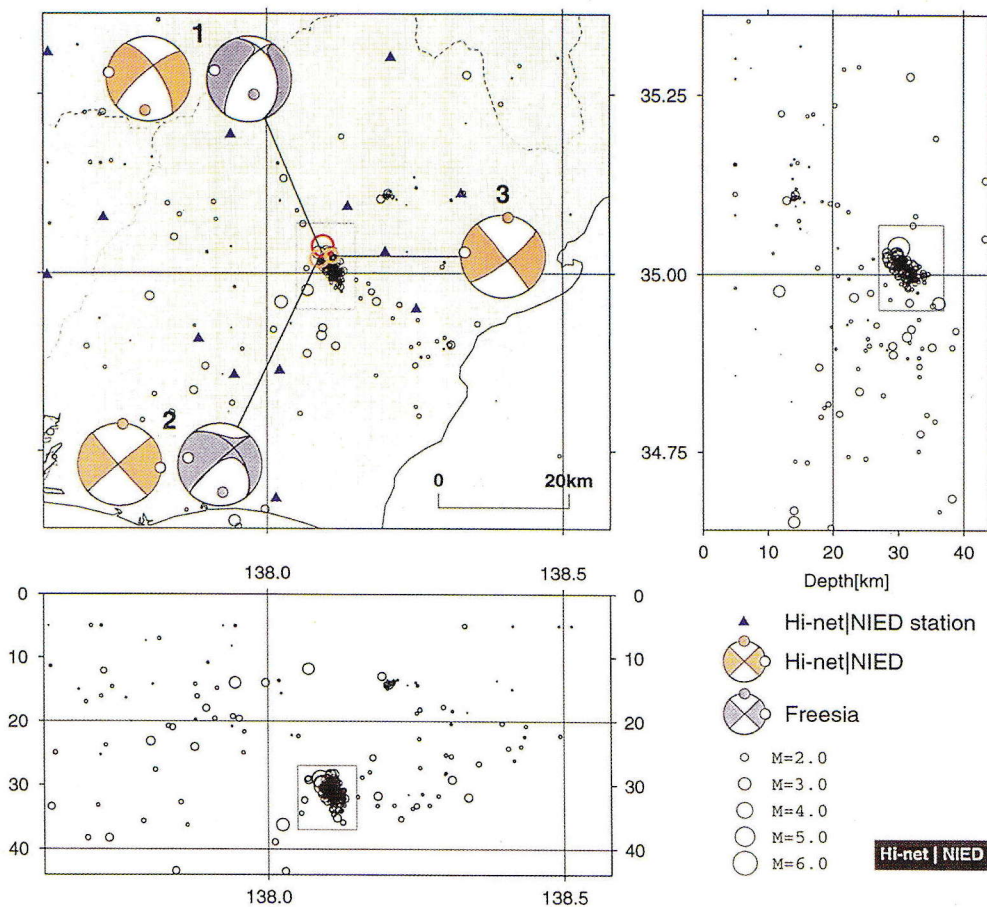 1
3
2
0 20km
138.0 138.5
35.25
35.00
34.75
0 10 20 30 40
Depth[km]
0 0
10 10
20 20
30 30
40 40
138.0 138.5
Hi-net|NIED station
Hi-net|NIED
Freesia
M=2.0
M=3.0
M=4.0
M=5.0
M=6.0
Hi-net | NIED